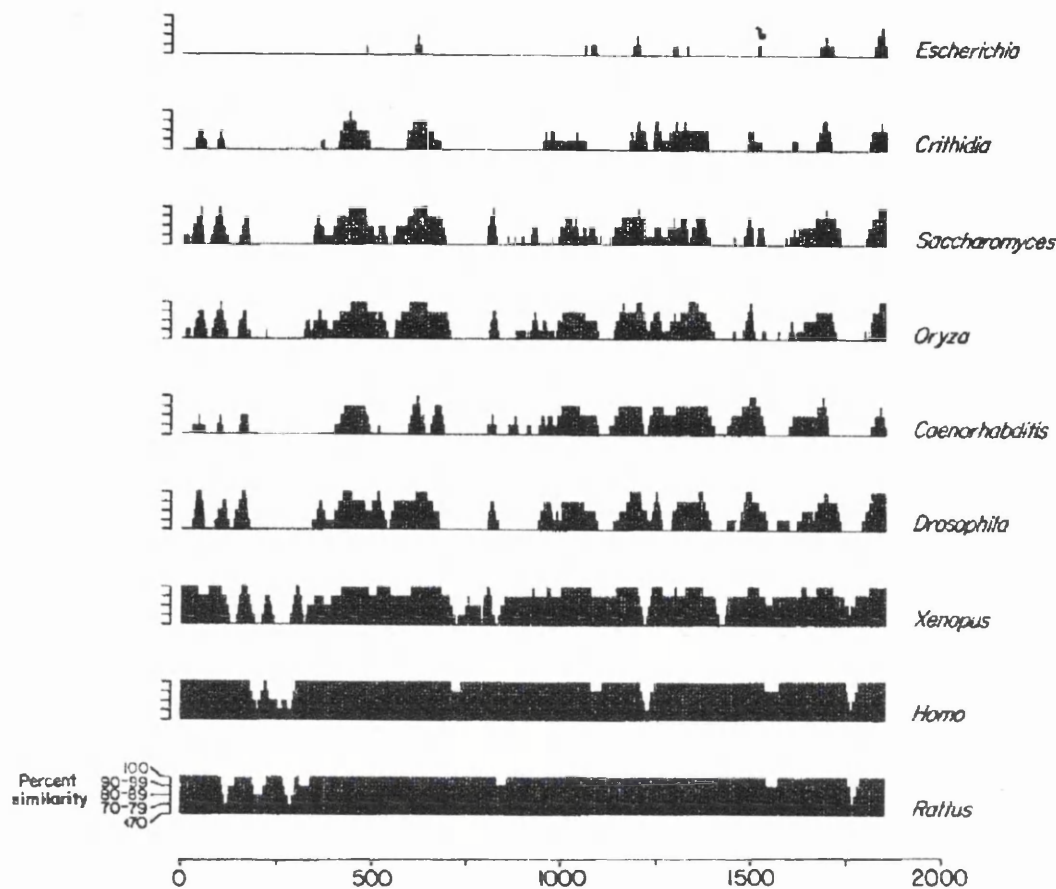 Escherichia
Crithidia
Saccharomyces
Oryza
Caenorhabditis
Drosophila
Xenopus
Homo
Rattus
Percent
similarity
100
90-99
80-89
70-79
<70
0 500 1000 1500 2000